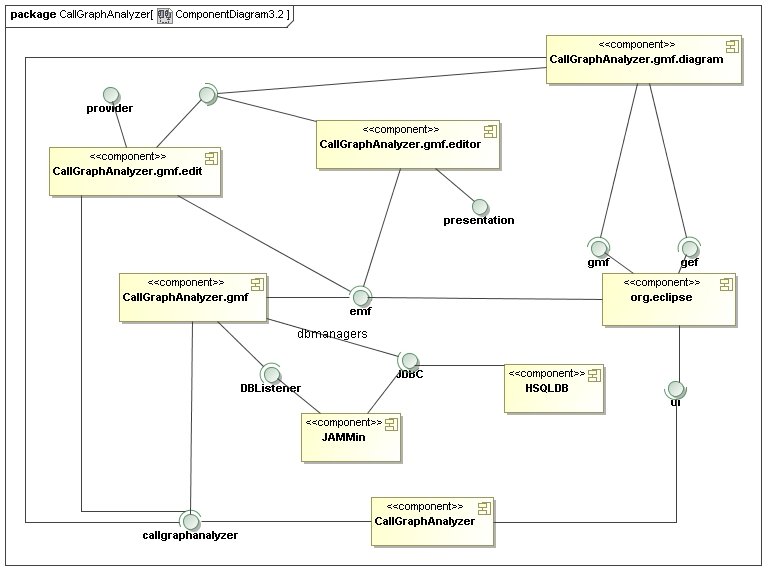 package CallGraphAnalyzer[ ComponentDiagram3.2 ]
<<component>>
CallGraphAnalyzer.gmf.diagram
provider
<<component>>
CallGraphAnalyzer.gmf.editor
<<component>>
CallGraphAnalyzer.gmf.edit
presentation
gmf
gef
<<component>>
org.eclipse
<<component>>
CallGraphAnalyzer.gmf
emf
dbmanagers
JDBC
<<component>>
HSQLDB
DBListener
ui
<<component>>
JAMMin
<<component>>
CallGraphAnalyzer
callgraphanalyzer